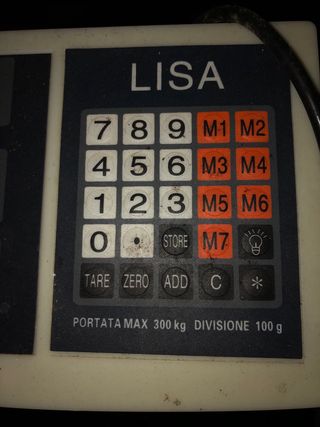 LISA
7 8 9 M1 M2
4 5 6 M3 M4
1 2 3 M5 M6
0 . STORE M7
TARE ZERO ADD C *
PORTATA MAX 300 kg DIVISIONE 100 g